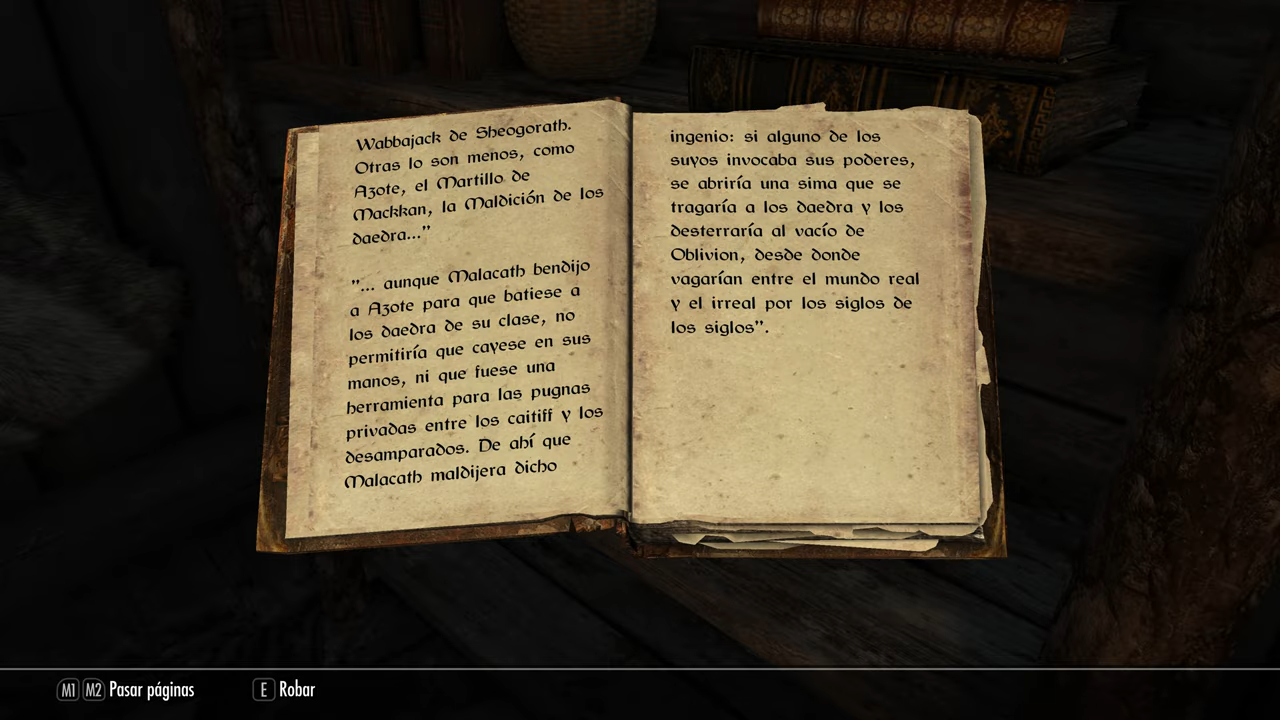 Wabbajack de Sheogorath.
Otras lo son menos, como
Azote, el Martillo de
Mackkan, la Maldición de los
daedra..."
"... aunque Malacath bendijo
a Azote para que batiese a
los daedra de su clase, no
permitiría que cayese en sus
manos, ni que fuese una
herramienta para las pugnas
privadas entre los caitiff y los
desamparados. De ahí que
Malacath maldijera dicho
ingenio: si alguno de los
suyos invocaba sus poderes,
se abriría una sima que se
tragaría a los daedra y los
desterraría al vacío de
Oblivion, desde donde
vagarían entre el mundo real
y el irreal por los siglos de
los siglos".
M1 M2 Pasar páginas
E Robar